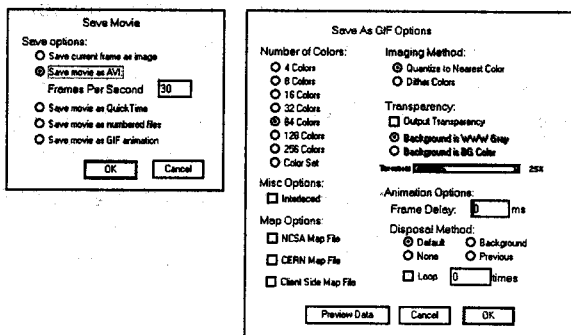 Save Movie
Save options:
Save current frame as image
Save movie as AVI:
Frames Per Second 30
Save movie as QuickTime
Save movie as numbered files
Save movie as GIF animation
OK Cancel
Save As GIF Options
Number of Colors:
4 Colors
8 Colors
16 Colors
32 Colors
64 Colors
128 Colors
256 Colors
Color Set
Misc Options:
Interlaced
Map Options:
NCSA Map File
CERN Map File
Client Side Map File
Imaging Method:
Quantize to Nearest Color
Dither Colors
Transparency:
Output Transparency
Background is WWW Gray
Background is BG Color
Threshold 25%
Animation Options:
Frame Delay: 0 ms
Disposal Method:
Default Background
None Previous
Loop 0 times
Preview Data Cancel OK